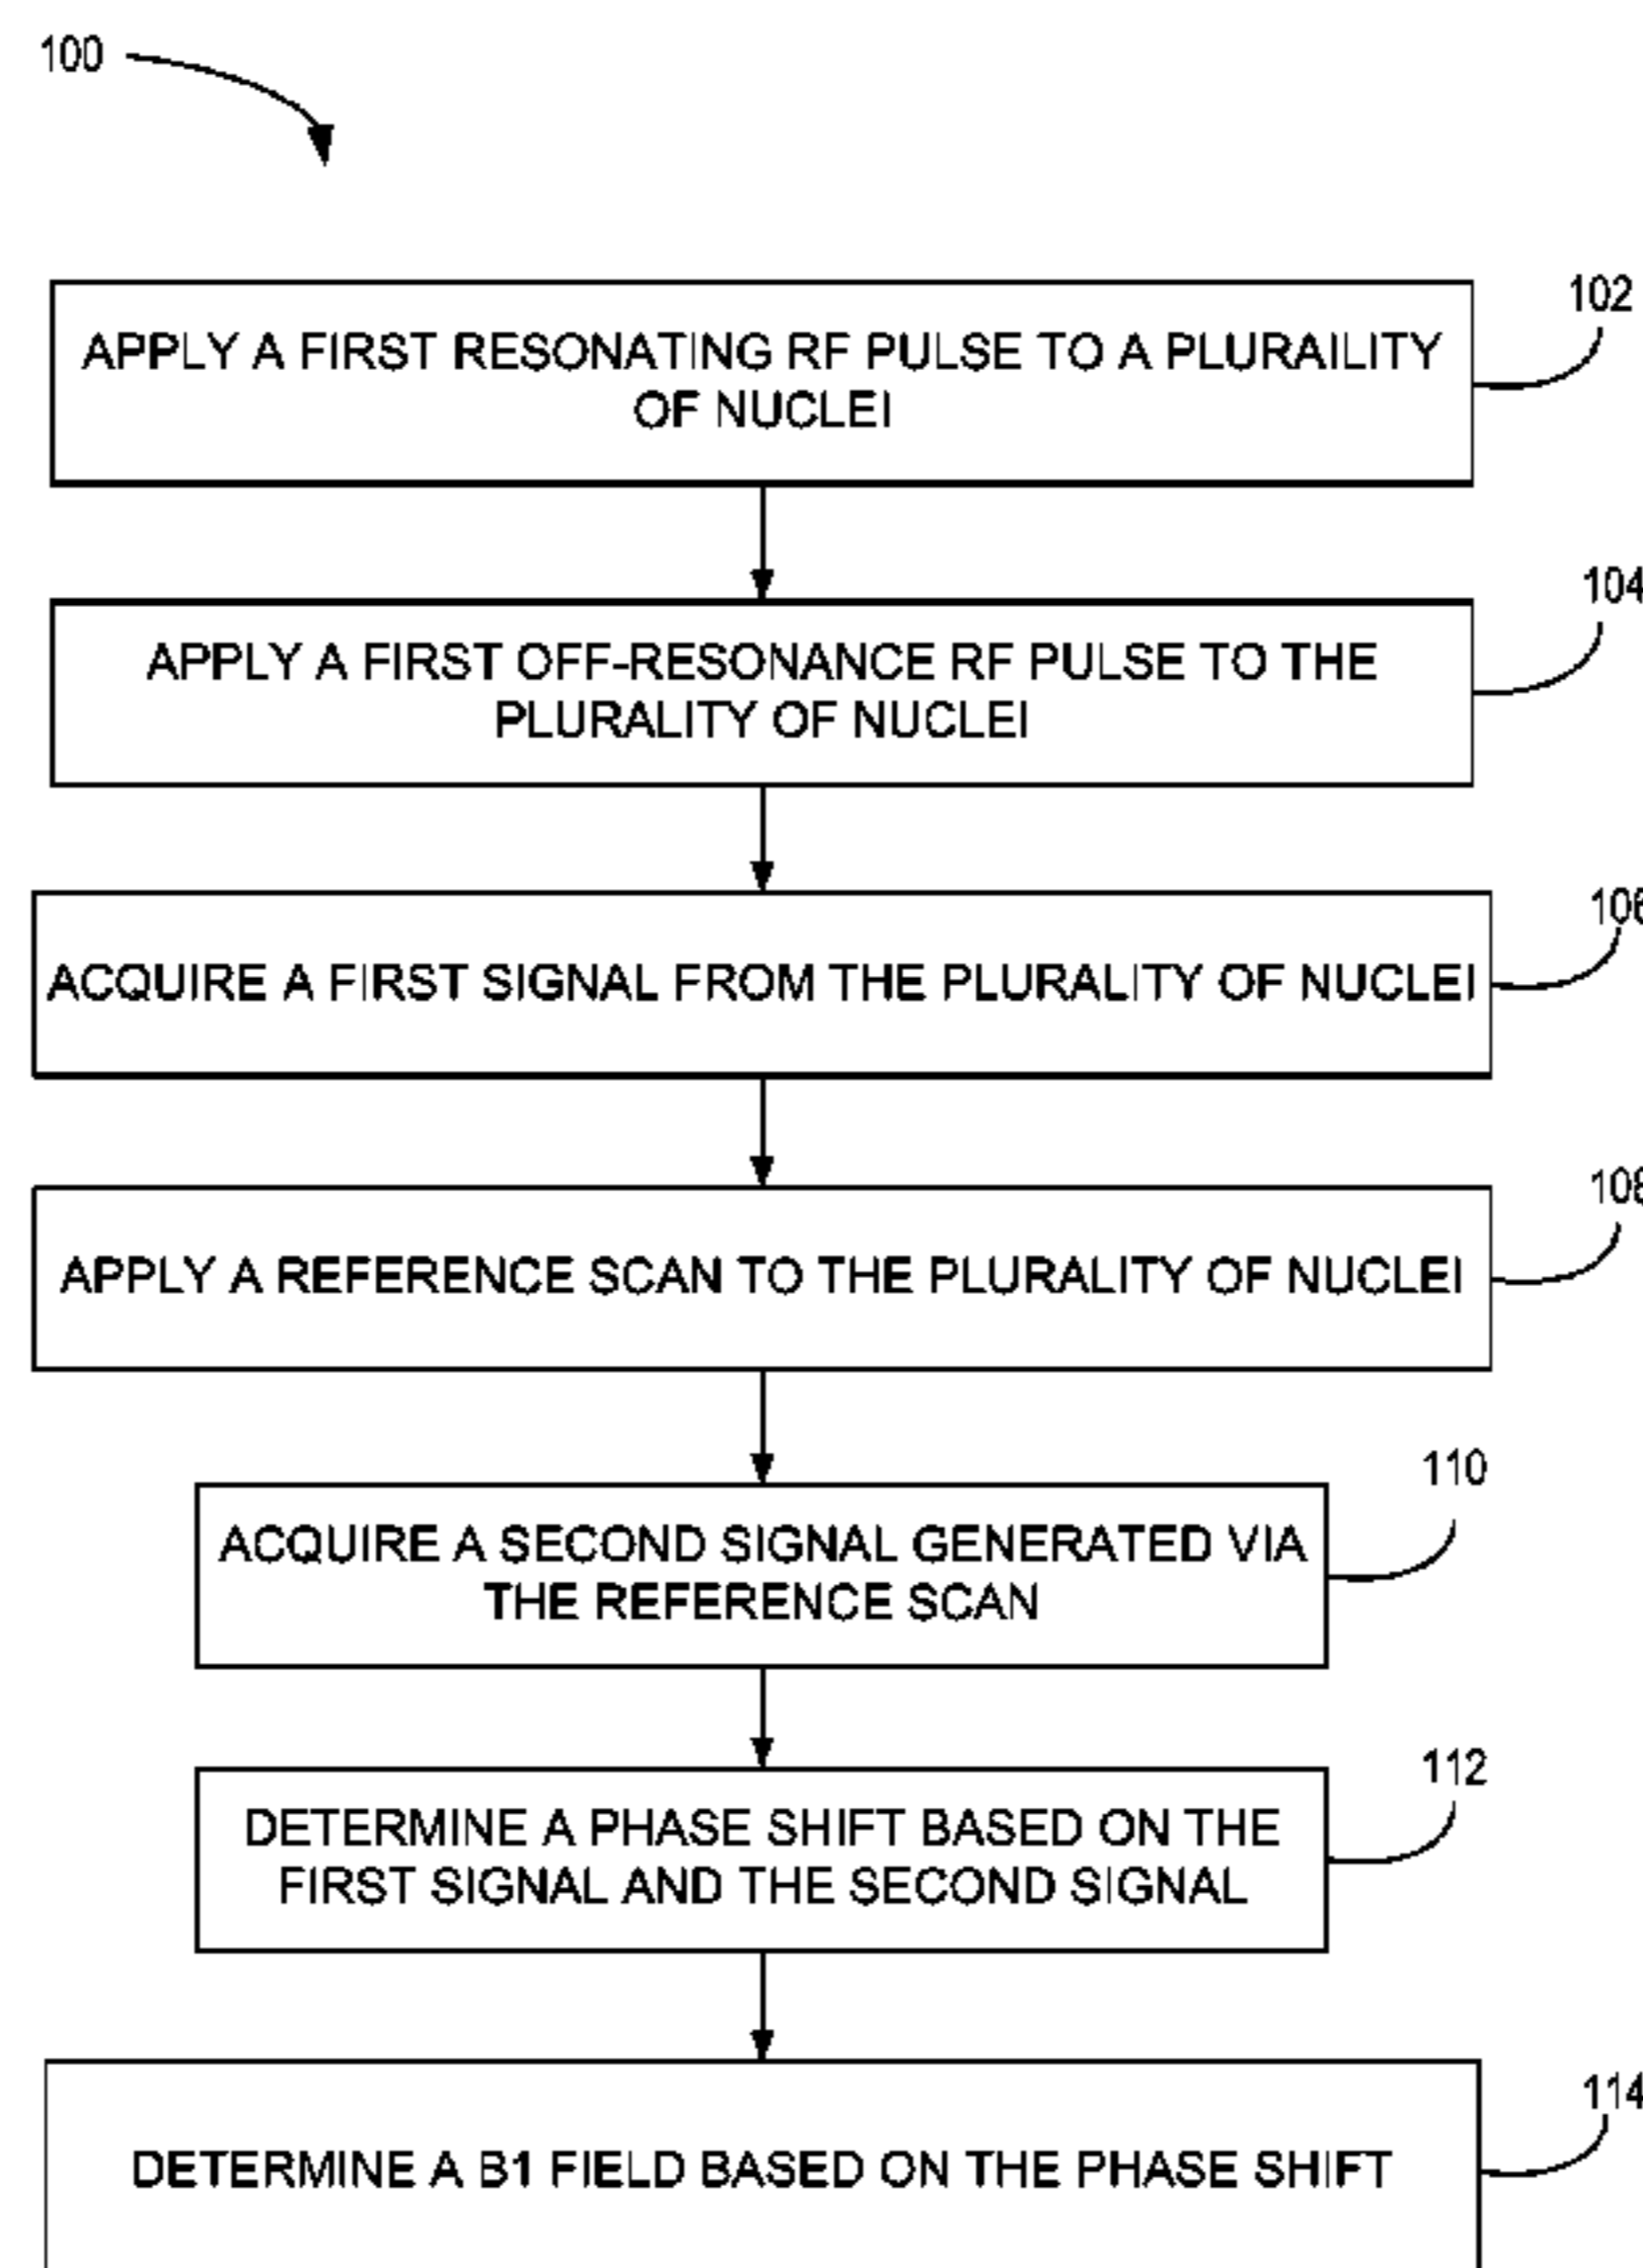 100
102
APPLY A FIRST RESONATING RF PULSE TO A PLURAILITY
OF NUCLEI
104
APPLY A FIRST OFF-RESONANCE RF PULSE TO THE
PLURALITY OF NUCLEI
106
ACQUIRE A FIRST SIGNAL FROM THE PLURALITY OF NUCLEI
108
APPLY A REFERENCE SCAN TO THE PLURALITY OF NUCLEI
110
ACQUIRE A SECOND SIGNAL GENERATED VIA
THE REFERENCE SCAN
112
DETERMINE A PHASE SHIFT BASED ON THE
FIRST SIGNAL AND THE SECOND SIGNAL
114
DETERMINE A B1 FIELD BASED ON THE PHASE SHIFT